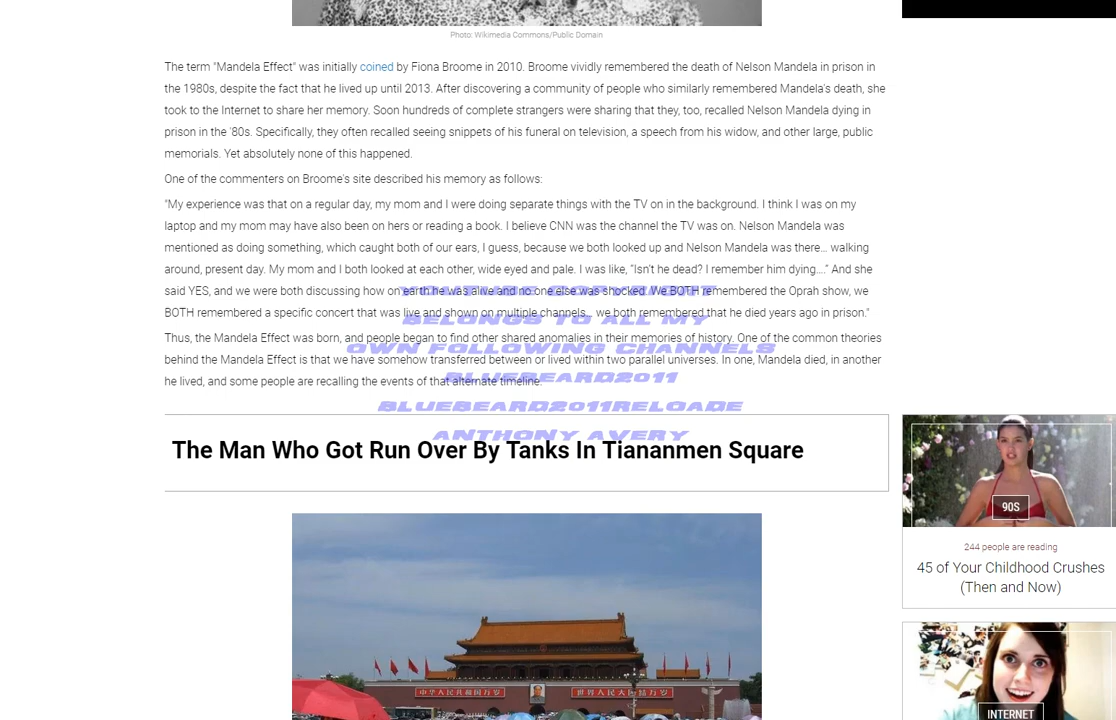 Photo: Wikimedia Commons/Public Domain
The term "Mandela Effect" was initially coined by Fiona Broome in 2010. Broome vividly remembered the death of Nelson Mandela in prison in
the 1980s, despite the fact that he lived up until 2013. After discovering a community of people who similarly remembered Mandela's death, she
took to the Internet to share her memory. Soon hundreds of complete strangers were sharing that they, too, recalled Nelson Mandela dying in
prison in the '80s. Specifically, they often recalled seeing snippets of his funeral on television, a speech from his widow, and other large, public
memorials. Yet absolutely none of this happened.
One of the commenters on Broome's site described his memory as follows:
"My experience was that on a regular day, my mom and I were doing separate things with the TV on in the background. I think I was on my
laptop and my mom may have also been on hers or reading a book. I believe CNN was the channel the TV was on. Nelson Mandela was
mentioned as doing something, which caught both of our ears, I guess, because we both looked up and Nelson Mandela was there… walking
around, present day. My mom and I both looked at each other, wide eyed and pale. I was like, "Isn't he dead? I remember him dying…." And she
said YES, and we were both discussing how on earth he was alive and no one else was shocked. We BOTH remembered the Oprah show, we
BOTH remembered a specific concert that was live and shown on multiple channels… we both remembered that he died years ago in prison."
Thus, the Mandela Effect was born, and people began to find other shared anomalies in their memories of history. One of the common theories
behind the Mandela Effect is that we have somehow transferred between or lived within two parallel universes. In one, Mandela died, in another
he lived, and some people are recalling the events of that alternate timeline.
BELONGS TO ALL MY
OWN FOLLOWING CHANNELS
BLUEBEARD2011
BLUEBEARD2011RELOADE
ANTHONY AVERY
The Man Who Got Run Over By Tanks In Tiananmen Square
中华人民共和国万岁
世界人民大团结万岁
90S
244 people are reading
45 of Your Childhood Crushes
(Then and Now)
INTERNET